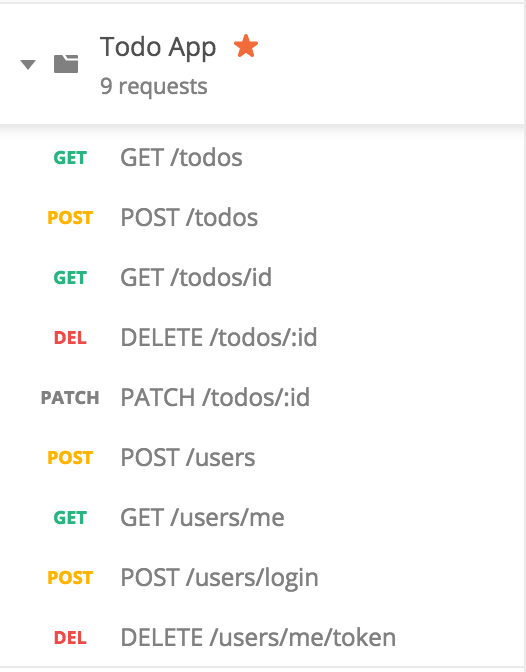 Todo App
9 requests
GET GET /todos
POST POST /todos
GET GET /todos/id
DEL DELETE /todos/:id
PATCH PATCH /todos/:id
POST POST /users
GET GET /users/me
POST POST /users/login
DEL DELETE /users/me/token